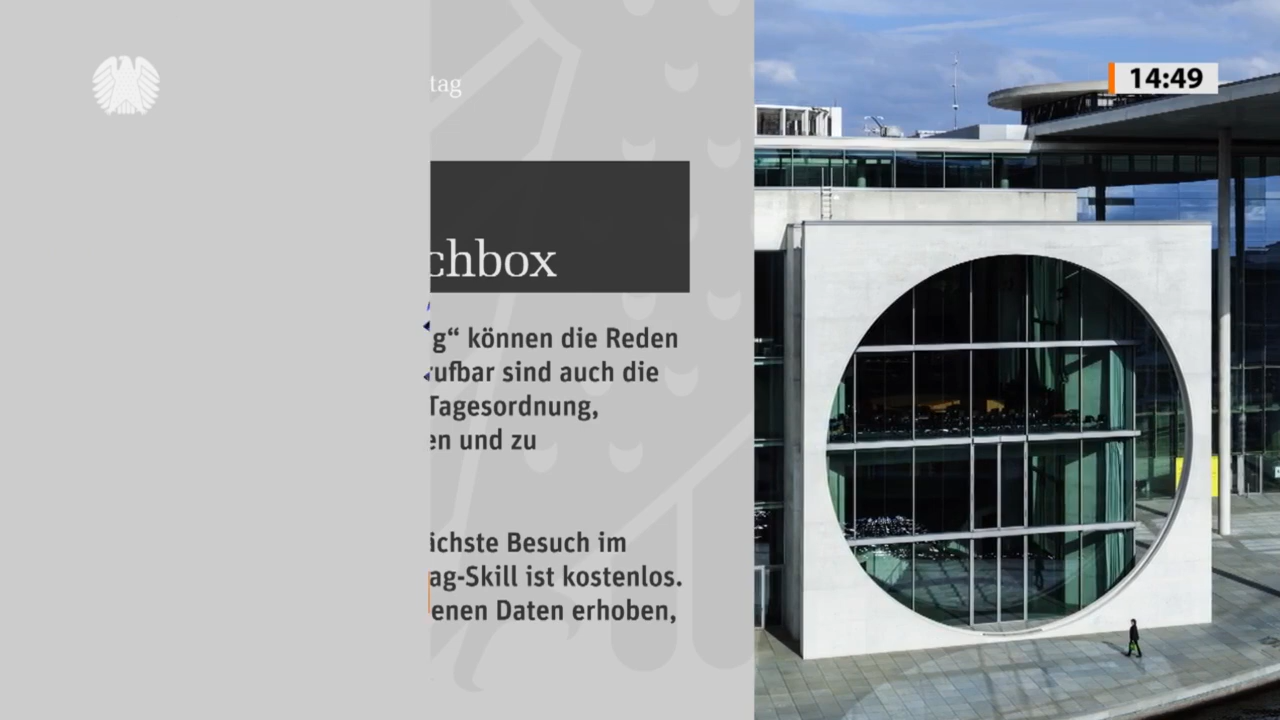 tag
14:49
chbox
g“ können die Reden
rufbar sind auch die
Tagesordnung,
en und zu
ächste Besuch im
ag-Skill ist kostenlos.
enen Daten erhoben,